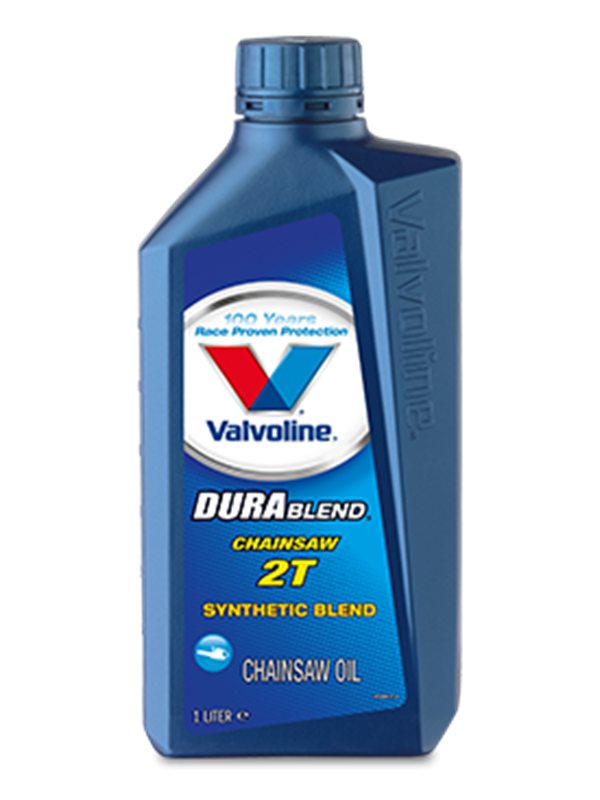 Valvoline
100 Years
Race Proven Protection
Valvoline®
DURABLEND
CHAINSAW
2T
SYNTHETIC BLEND
CHAINSAW OIL
1 LITER ℮